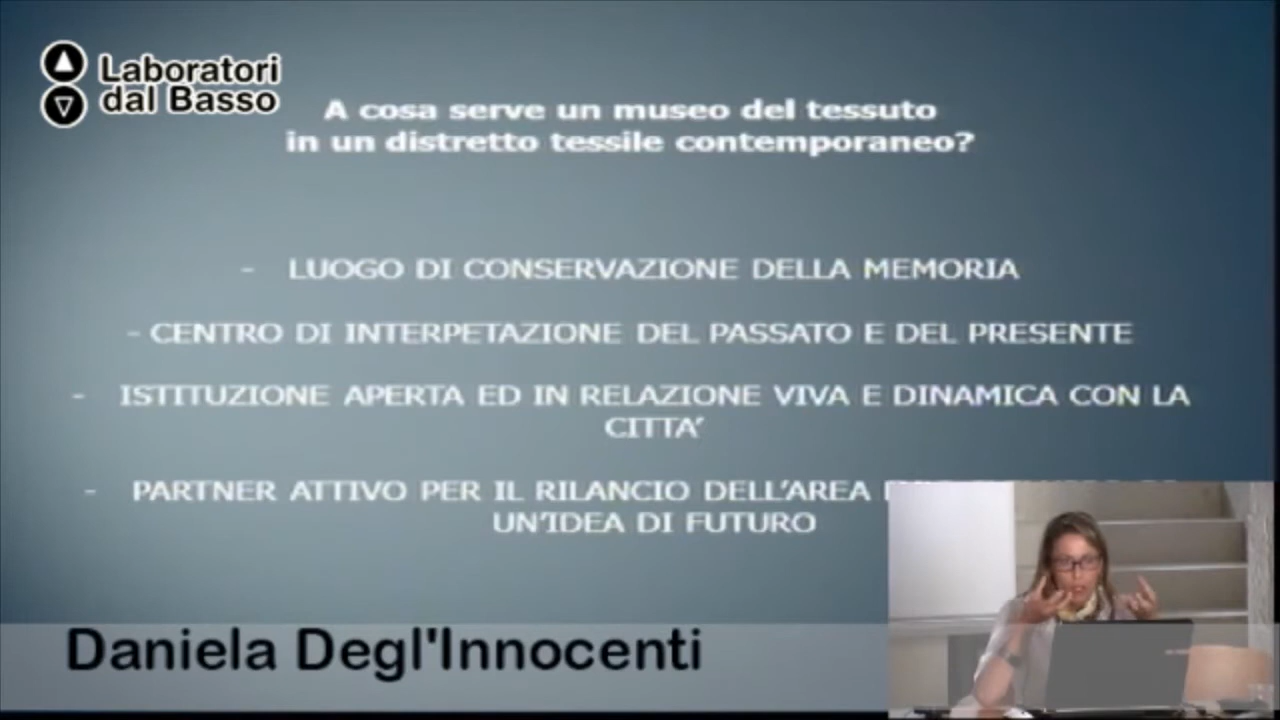 Laboratori
dal Basso
A cosa serve un museo del tessuto
in un distretto tessile contemporaneo?
- LUOGO DI CONSERVAZIONE DELLA MEMORIA
- CENTRO DI INTERPETAZIONE DEL PASSATO E DEL PRESENTE
- ISTITUZIONE APERTA ED IN RELAZIONE VIVA E DINAMICA CON LA
CITTA'
- PARTNER ATTIVO PER IL RILANCIO DELL'AREA
UN'IDEA DI FUTURO
Daniela Degl'Innocenti